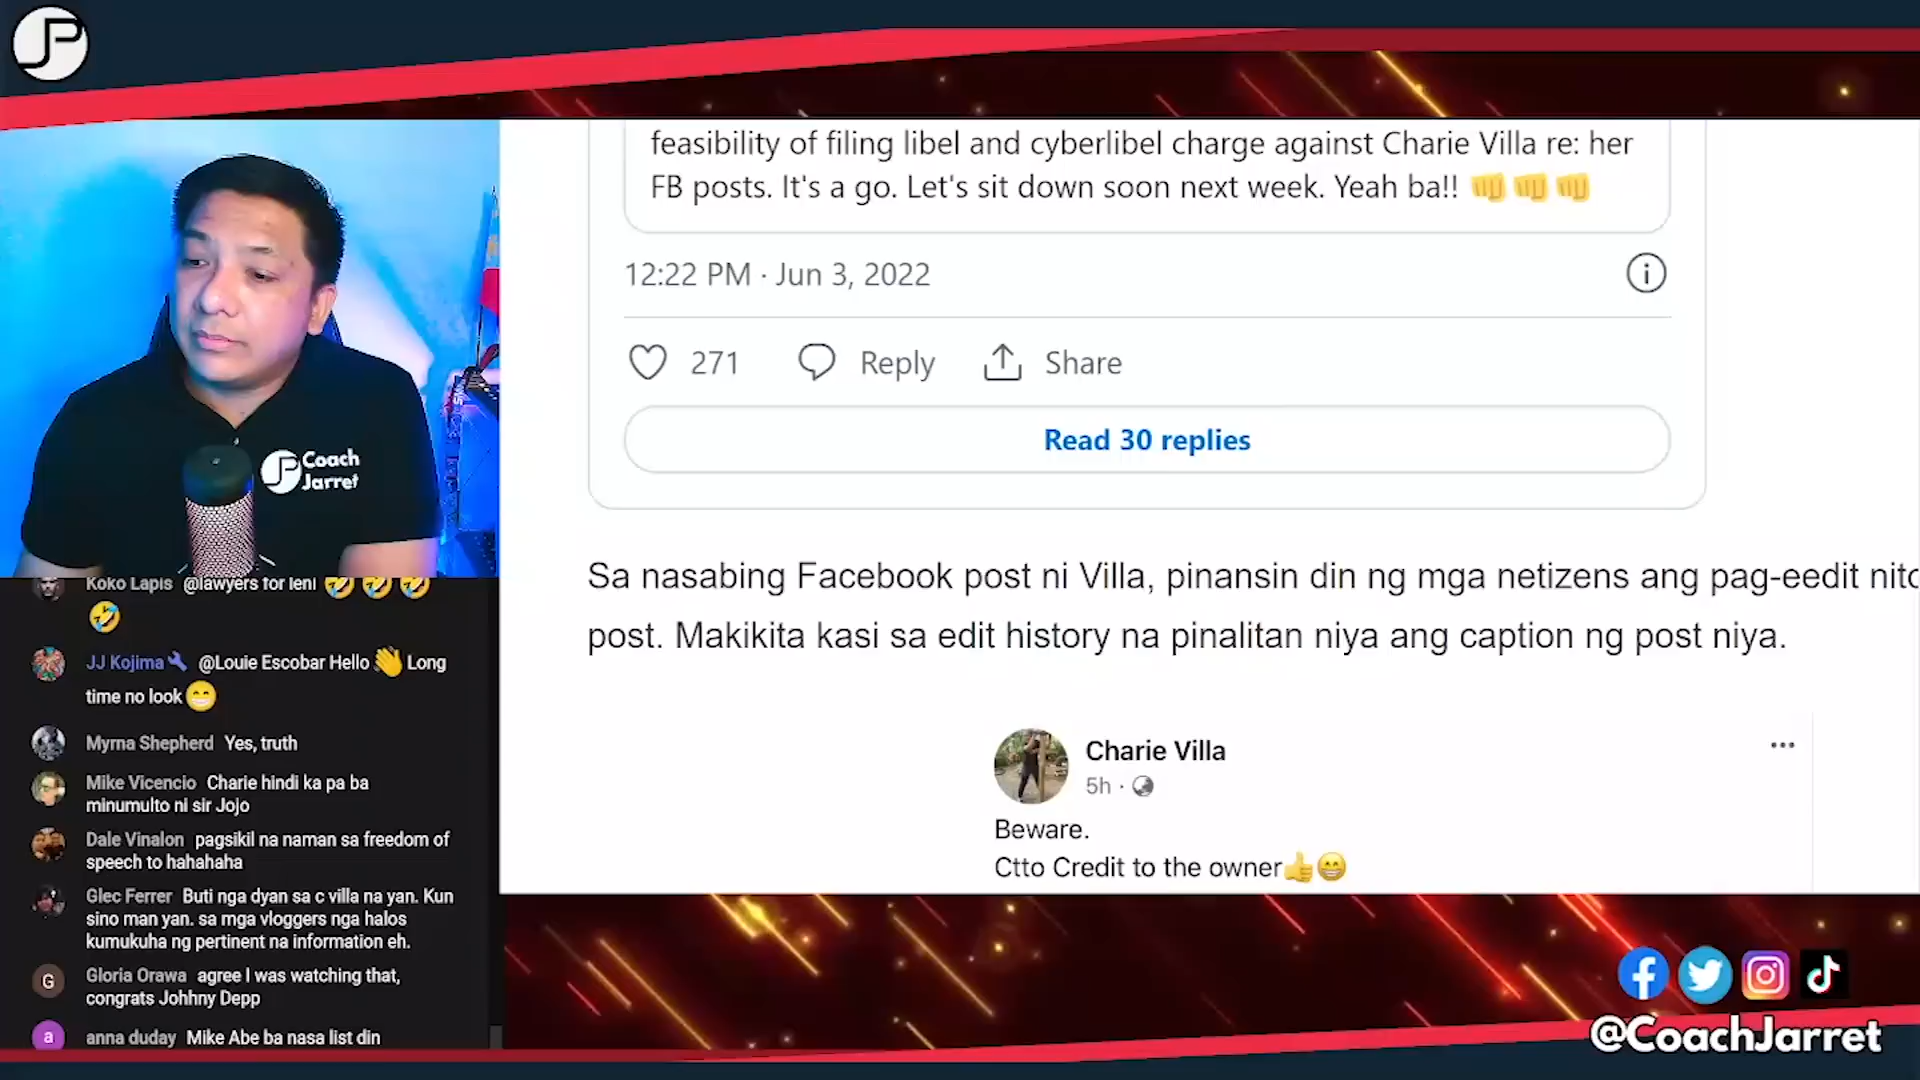 JP
feasibility of filing libel and cyberlibel charge against Charie Villa re: her
FB posts. It's a go. Let's sit down soon next week. Yeah ba!! 👊👊👊
12:22 PM · Jun 3, 2022
271 Reply Share
Read 30 replies
Sa nasabing Facebook post ni Villa, pinansin din ng mga netizens ang pag-eedit nito
post. Makikita kasi sa edit history na pinalitan niya ang caption ng post niya.
Charie Villa
5h ·
Beware.
Ctto Credit to the owner👍😁
JP Coach
Jarret
Koko Lapis @lawyers for leni 🤣🤣🤣
🤣
JJ Kojima🔧 @Louie Escobar Hello👋Long
time no look😁
Myrna Shepherd Yes, truth
Mike Vicencio Charie hindi ka pa ba
minumulto ni sir Jojo
Dale Vinalon pagsikil na naman sa freedom of
speech to hahahaha
Glec Ferrer Buti nga dyan sa c villa na yan. Kun
sino man yan. sa mga vloggers nga halos
kumukuha ng pertinent na information eh.
G
Gloria Orawa agree I was watching that,
congrats Johhny Depp
a
anna duday Mike Abe ba nasa list din
@CoachJarret